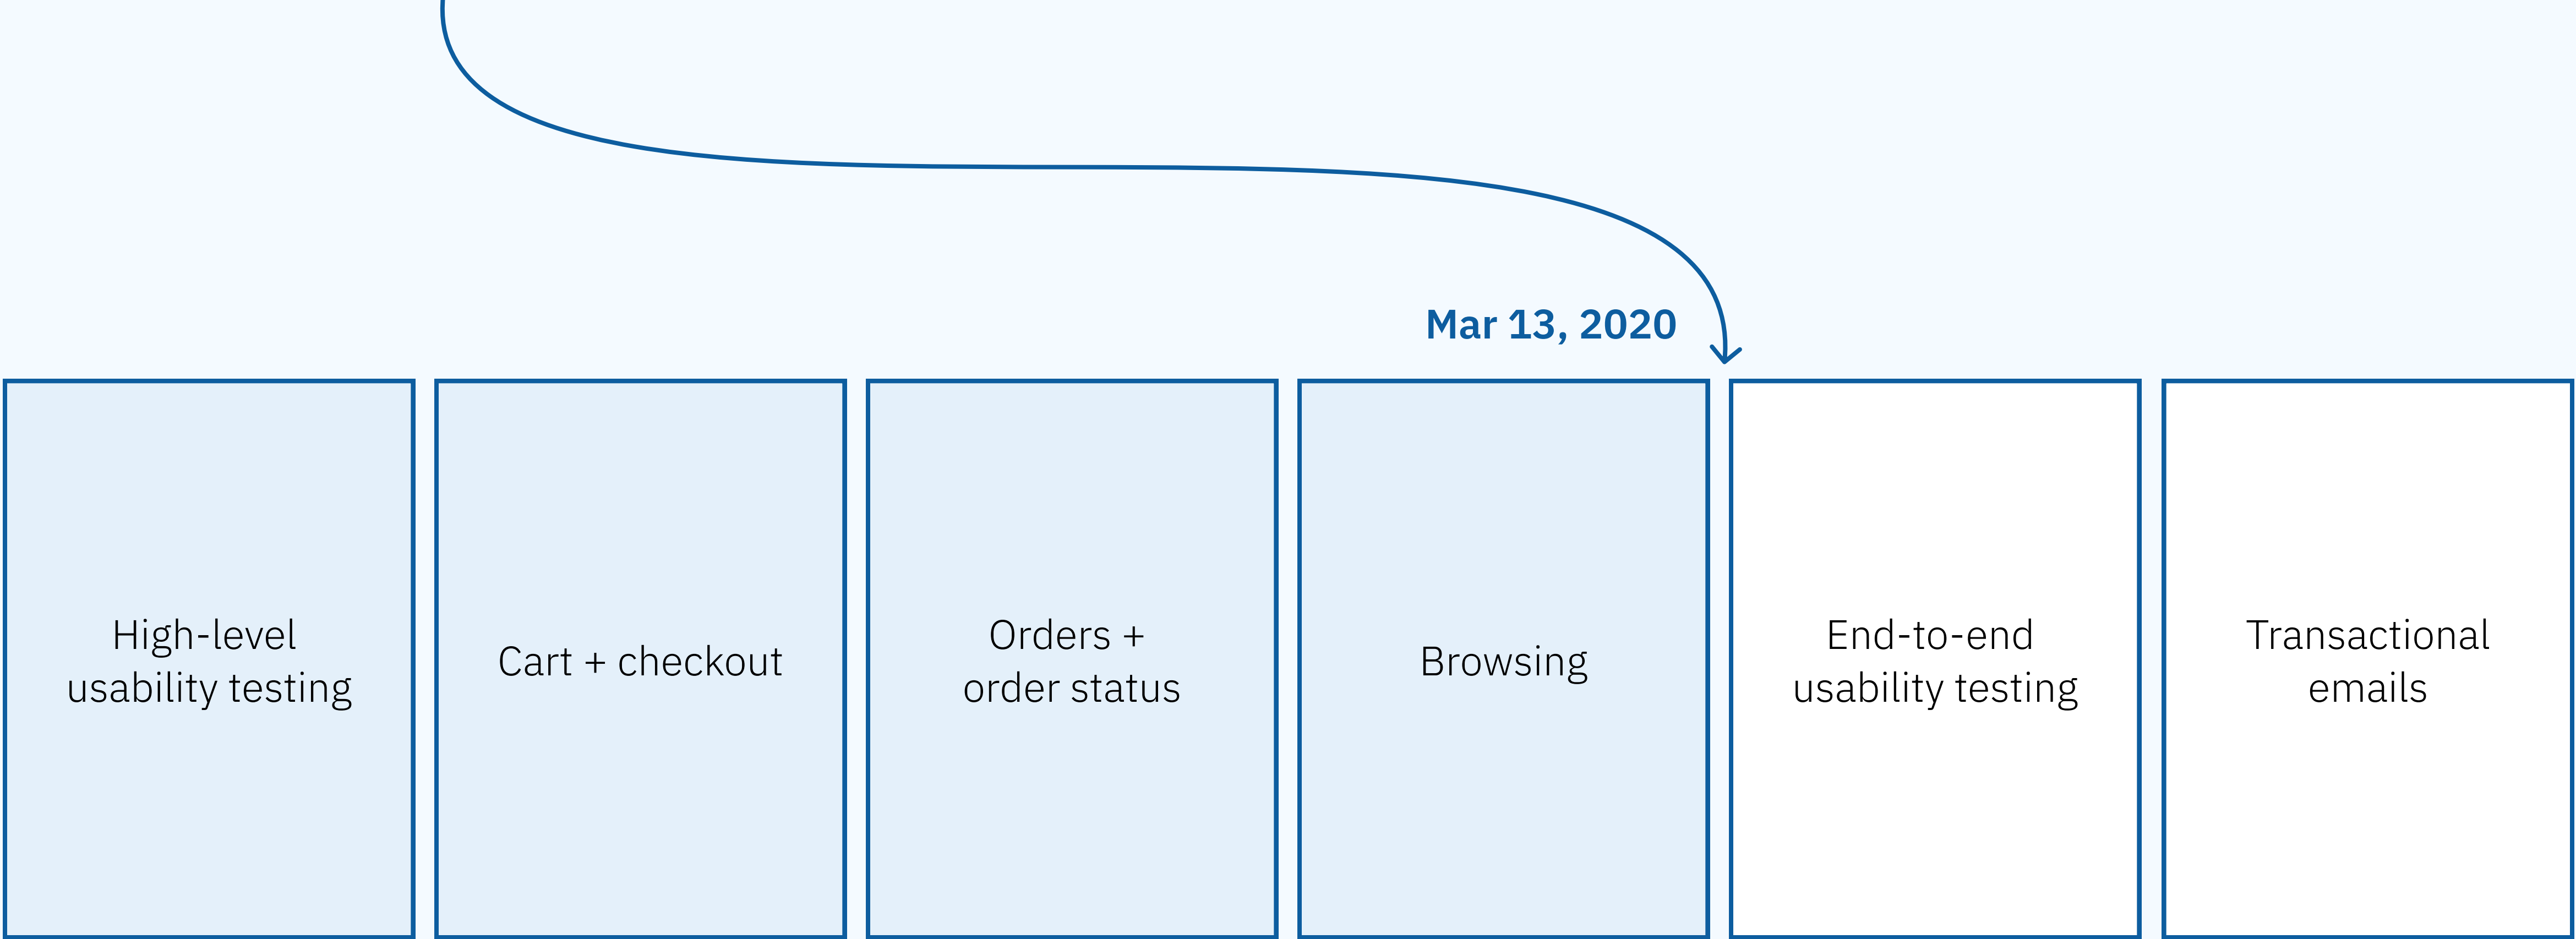 Mar 13, 2020
High-level
usability testing
Cart + checkout
Orders +
order status
Browsing
End-to-end
usability testing
Transactional
emails